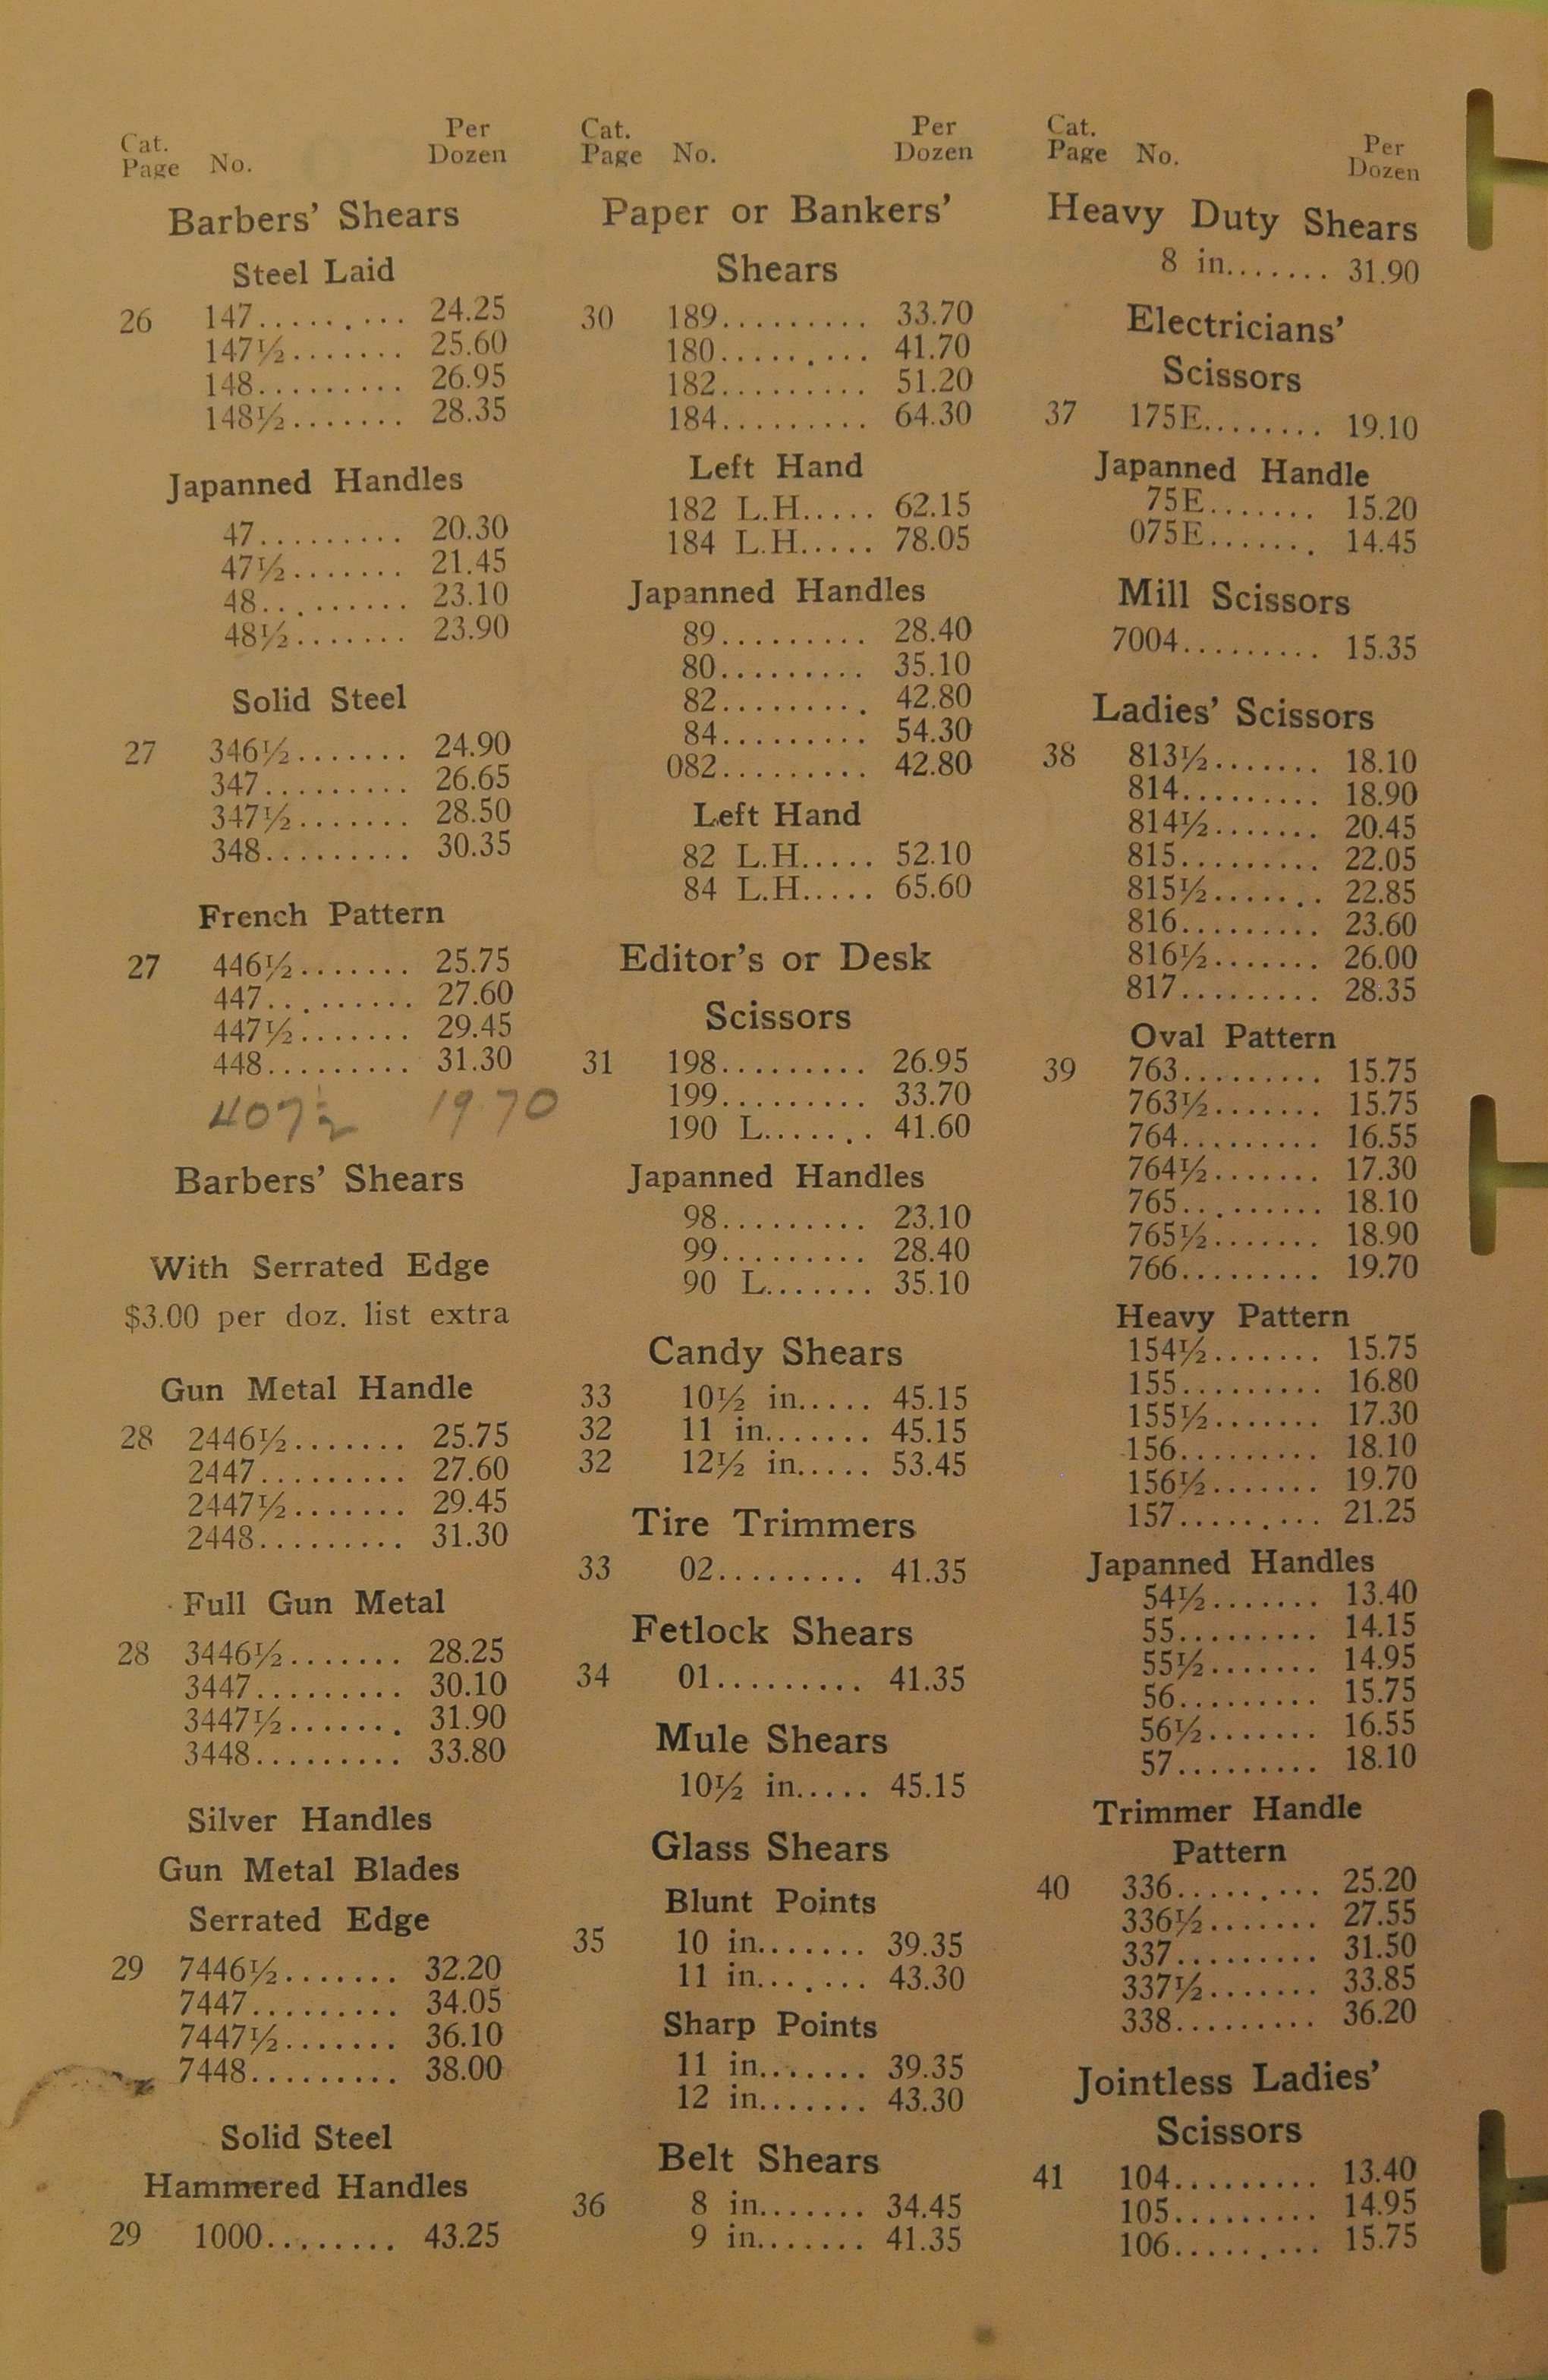 Cat. Page No. Per Dozen
Barbers' Shears
Steel Laid
26 147......... 24.25
147½....... 25.60
148......... 26.95
148½....... 28.35
Japanned Handles
47......... 20.30
47½....... 21.45
48......... 23.10
48½....... 23.90
Solid Steel
27 346½....... 24.90
347......... 26.65
347½....... 28.50
348......... 30.35
French Pattern
27 446½....... 25.75
447......... 27.60
447½....... 29.45
448......... 31.30
407½ 19.70
Barbers' Shears
With Serrated Edge
$3.00 per doz. list extra
Gun Metal Handle
28 2446½....... 25.75
2447......... 27.60
2447½....... 29.45
2448......... 31.30
Full Gun Metal
28 3446½....... 28.25
3447......... 30.10
3447½....... 31.90
3448......... 33.80
Silver Handles
Gun Metal Blades
Serrated Edge
29 7446½....... 32.20
7447......... 34.05
7447½....... 36.10
7448......... 38.00
Solid Steel
Hammered Handles
29 1000........ 43.25
Cat. Page No. Per Dozen
Paper or Bankers'
Shears
30 189......... 33.70
180......... 41.70
182......... 51.20
184......... 64.30
Left Hand
182 L.H..... 62.15
184 L.H..... 78.05
Japanned Handles
89......... 28.40
80......... 35.10
82......... 42.80
84......... 54.30
082......... 42.80
Left Hand
82 L.H..... 52.10
84 L.H..... 65.60
Editor's or Desk
Scissors
31 198......... 26.95
199......... 33.70
190 L....... 41.60
Japanned Handles
98......... 23.10
99......... 28.40
90 L....... 35.10
Candy Shears
33 10½ in..... 45.15
32 11 in....... 45.15
32 12½ in..... 53.45
Tire Trimmers
33 02......... 41.35
Fetlock Shears
34 01......... 41.35
Mule Shears
10½ in..... 45.15
Glass Shears
Blunt Points
35 10 in....... 39.35
11 in....... 43.30
Sharp Points
11 in....... 39.35
12 in....... 43.30
Belt Shears
36 8 in....... 34.45
9 in....... 41.35
Cat. Page No. Per Dozen
Heavy Duty Shears
8 in....... 31.90
Electricians'
Scissors
37 175E........ 19.10
Japanned Handle
75E....... 15.20
075E....... 14.45
Mill Scissors
7004......... 15.35
Ladies' Scissors
38 813½....... 18.10
814......... 18.90
814½....... 20.45
815......... 22.05
815½....... 22.85
816......... 23.60
816½....... 26.00
817......... 28.35
Oval Pattern
39 763......... 15.75
763½....... 15.75
764......... 16.55
764½....... 17.30
765......... 18.10
765½....... 18.90
766......... 19.70
Heavy Pattern
154½....... 15.75
155......... 16.80
155½....... 17.30
156......... 18.10
156½....... 19.70
157......... 21.25
Japanned Handles
54½....... 13.40
55......... 14.15
55½....... 14.95
56......... 15.75
56½....... 16.55
57......... 18.10
Trimmer Handle
Pattern
40 336......... 25.20
336½....... 27.55
337......... 31.50
337½....... 33.85
338......... 36.20
Jointless Ladies'
Scissors
41 104......... 13.40
105......... 14.95
106......... 15.75